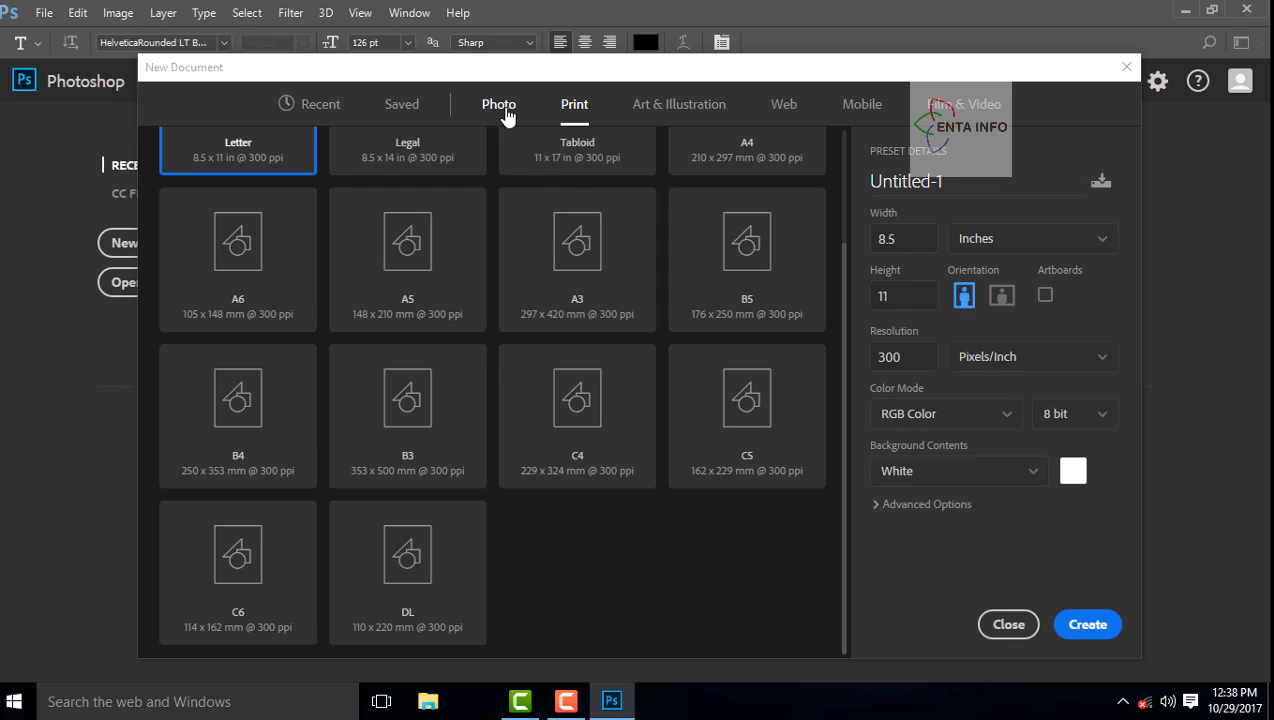 Ps File Edit Image Layer Type Select Filter 3D View Window Help
T HelveticaRounded LT B... 126 pt Sharp
New Document
Ps Photoshop
Recent Saved Photo Print Art & Illustration Web Mobile Film & Video
ENTA INFO
Letter Legal Tabloid A4
8.5 x 11 in @ 300 ppi 8.5 x 14 in @ 300 ppi 11 x 17 in @ 300 ppi 210 x 297 mm @ 300 ppi
PRESET DETAILS
RECE
Untitled-1
CC F
Width
New
8.5 Inches
Height Orientation Artboards
Oper
11
A6 A5 A3 B5
105 x 148 mm @ 300 ppi 148 x 210 mm @ 300 ppi 297 x 420 mm @ 300 ppi 176 x 250 mm @ 300 ppi
Resolution
300 Pixels/Inch
Color Mode
RGB Color 8 bit
Background Contents
B4 B3 C4 C5
250 x 353 mm @ 300 ppi 353 x 500 mm @ 300 ppi 229 x 324 mm @ 300 ppi 162 x 229 mm @ 300 ppi
White
Advanced Options
C6 DL
114 x 162 mm @ 300 ppi 110 x 220 mm @ 300 ppi
Close Create
Search the web and Windows
Ps
12:38 PM
10/29/2017